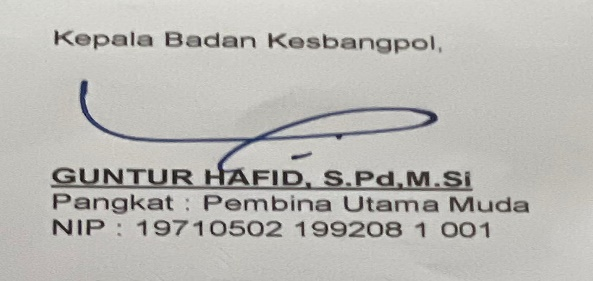 Kepala Badan Kesbangpol,
GUNTUR HAFID, S.Pd,M.Si
Pangkat : Pembina Utama Muda
NIP : 19710502 199208 1 001